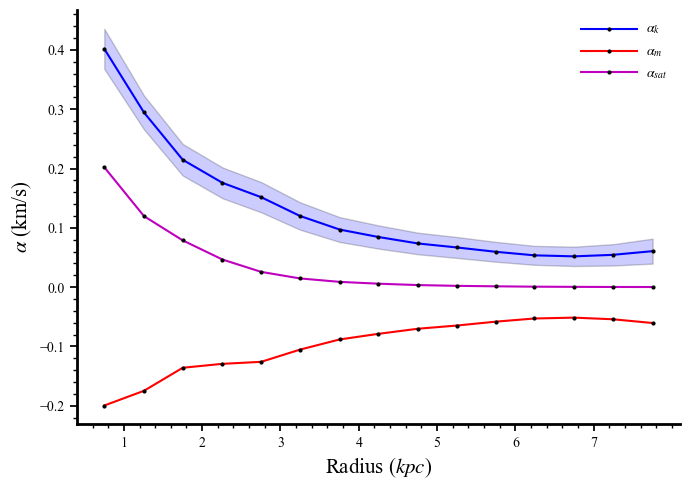 α_k
α_m
α_sat
0.4
0.3
0.2
0.1
0.0
−0.1
−0.2
α (km/s)
1 2 3 4 5 6 7
Radius (kpc)